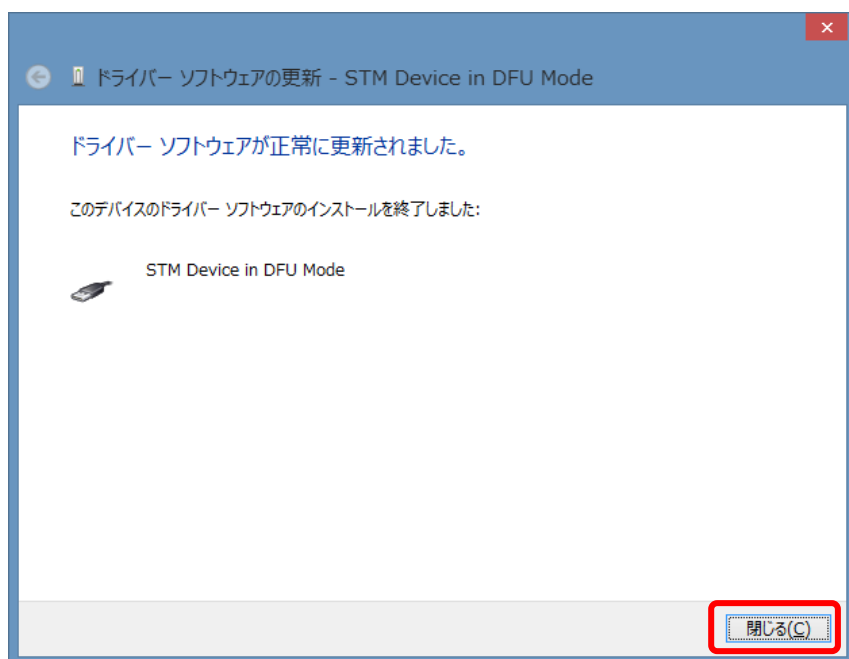 ドライバー ソフトウェアの更新 - STM Device in DFU Mode
ドライバー ソフトウェアが正常に更新されました。
このデバイスのドライバー ソフトウェアのインストールを終了しました:
STM Device in DFU Mode
閉じる(C)